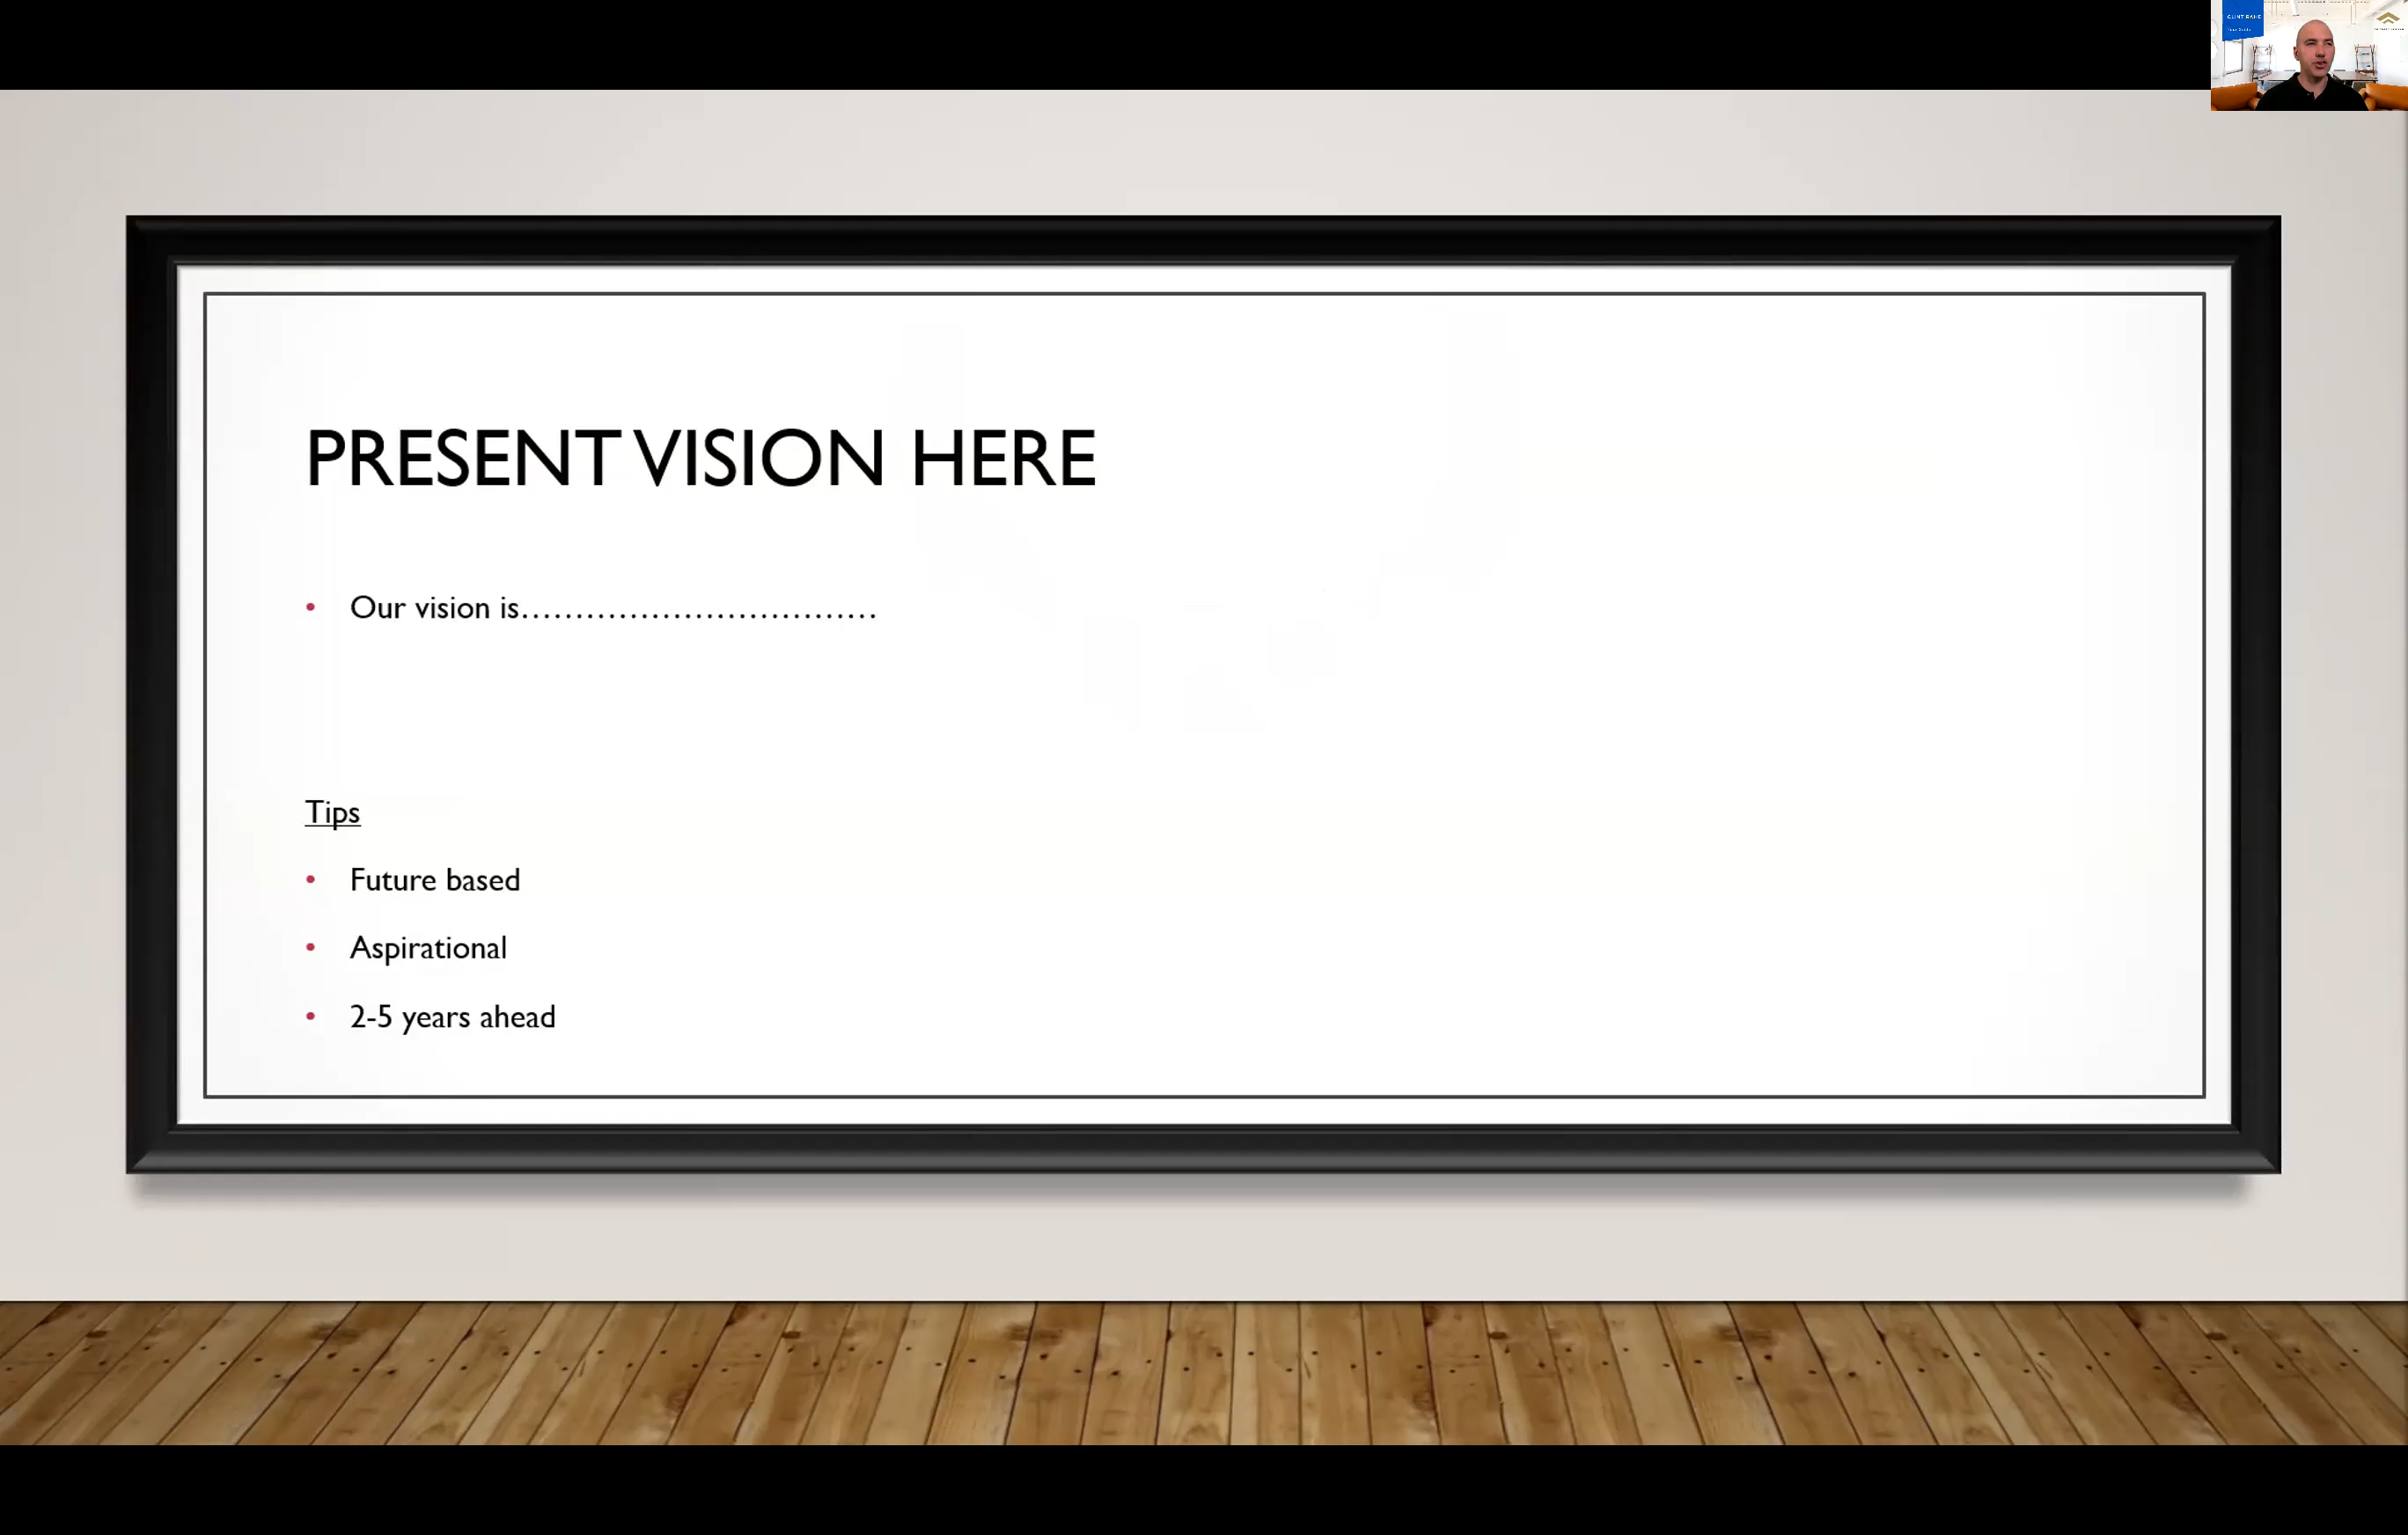 PRESENT VISION HERE
• Our vision is................................
Tips
• Future based
• Aspirational
• 2-5 years ahead